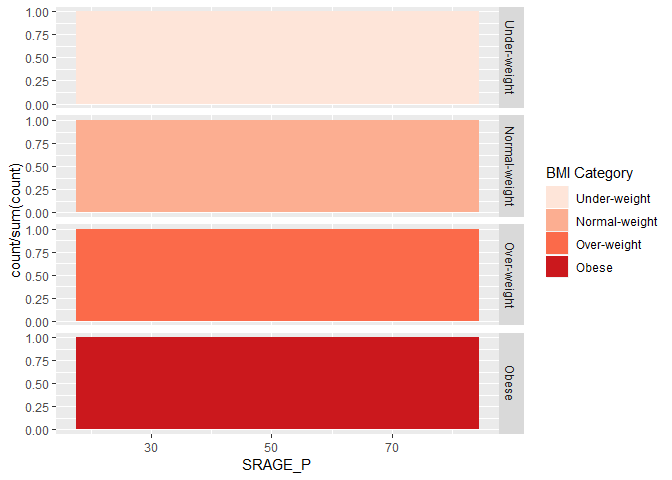 1.00
0.75
0.50
0.25
0.00
Under-weight
1.00
0.75
0.50
0.25
0.00
Normal-weight
1.00
0.75
0.50
0.25
0.00
Over-weight
1.00
0.75
0.50
0.25
0.00
Obese
count/sum(count)
30 50 70
SRAGE_P
BMI Category
Under-weight
Normal-weight
Over-weight
Obese